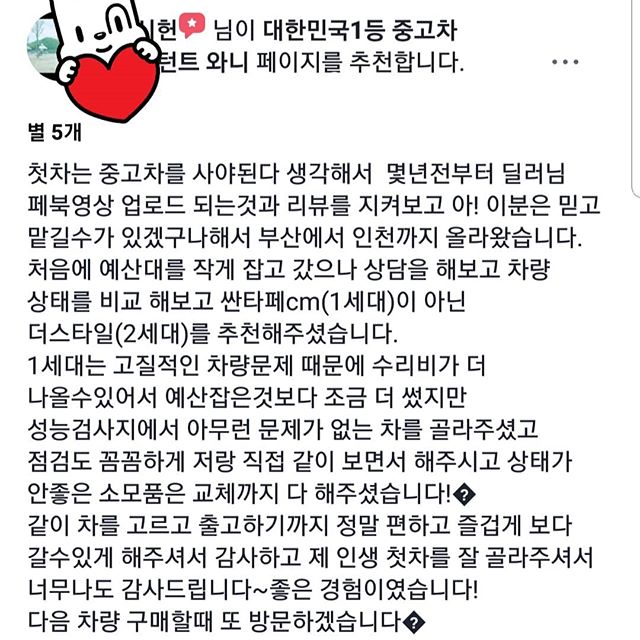 헌 님이 대한민국1등 중고차
턴트 와니 페이지를 추천합니다.
별 5개
첫차는 중고차를 사야된다 생각해서 몇년전부터 딜러님
페북영상 업로드 되는것과 리뷰를 지켜보고 아! 이분은 믿고
맡길수가 있겠구나해서 부산에서 인천까지 올라왔습니다.
처음에 예산대를 작게 잡고 갔으나 상담을 해보고 차량
상태를 비교 해보고 싼타페cm(1세대)이 아닌
더스타일(2세대)를 추천해주셨습니다.
1세대는 고질적인 차량문제 때문에 수리비가 더
나올수있어서 예산잡은것보다 조금 더 썼지만
성능검사지에서 아무런 문제가 없는 차를 골라주셨고
점검도 꼼꼼하게 저랑 직접 같이 보면서 해주시고 상태가
안좋은 소모품은 교체까지 다 해주셨습니다!�
같이 차를 고르고 출고하기까지 정말 편하고 즐겁게 보다
갈수있게 해주셔서 감사하고 제 인생 첫차를 잘 골라주셔서
너무나도 감사드립니다~좋은 경험이였습니다!
다음 차량 구매할때 또 방문하겠습니다�